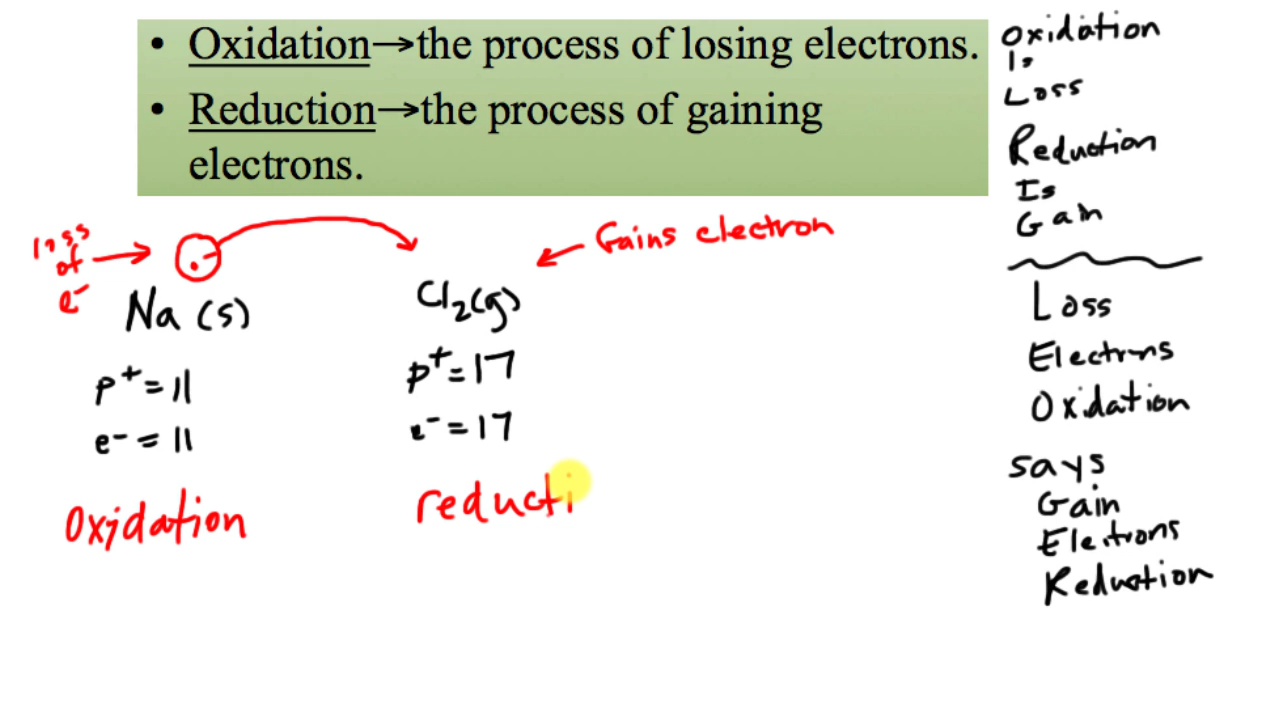 • Oxidation→the process of losing electrons.
• Reduction→the process of gaining
electrons.
Oxidation
Is
Loss
Reduction
Is
Gain
Loss
Electrons
Oxidation
says
Gain
Electrons
Reduction
loss
of
e⁻
Gains electron
Na (s)
Cl₂(g)
p⁺ = 11
p⁺ = 17
e⁻ = 11
e⁻ = 17
Oxidation
reducti